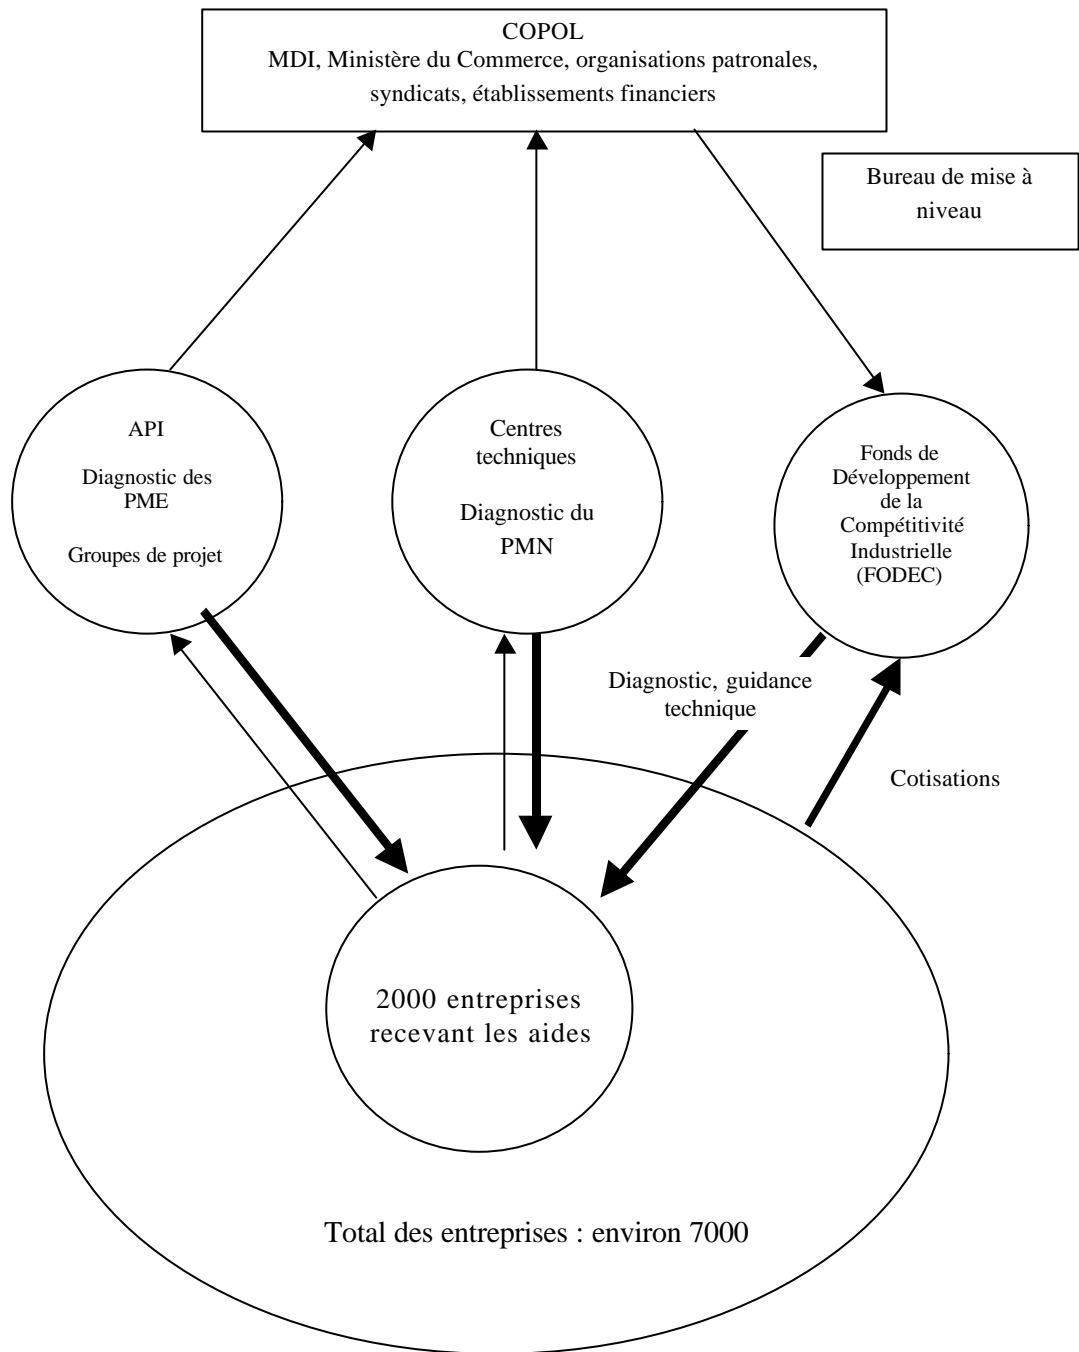 COPOL
MDI, Ministère du Commerce, organisations patronales,
syndicats, établissements financiers
Bureau de mise à
niveau
API
Diagnostic des
PME
Groupes de projet
Centres
techniques
Diagnostic du
PMN
Fonds de
Développement
de la
Compétitivité
Industrielle
(FODEC)
Diagnostic, guidance
technique
Cotisations
2000 entreprises
recevant les aides
Total des entreprises : environ 7000